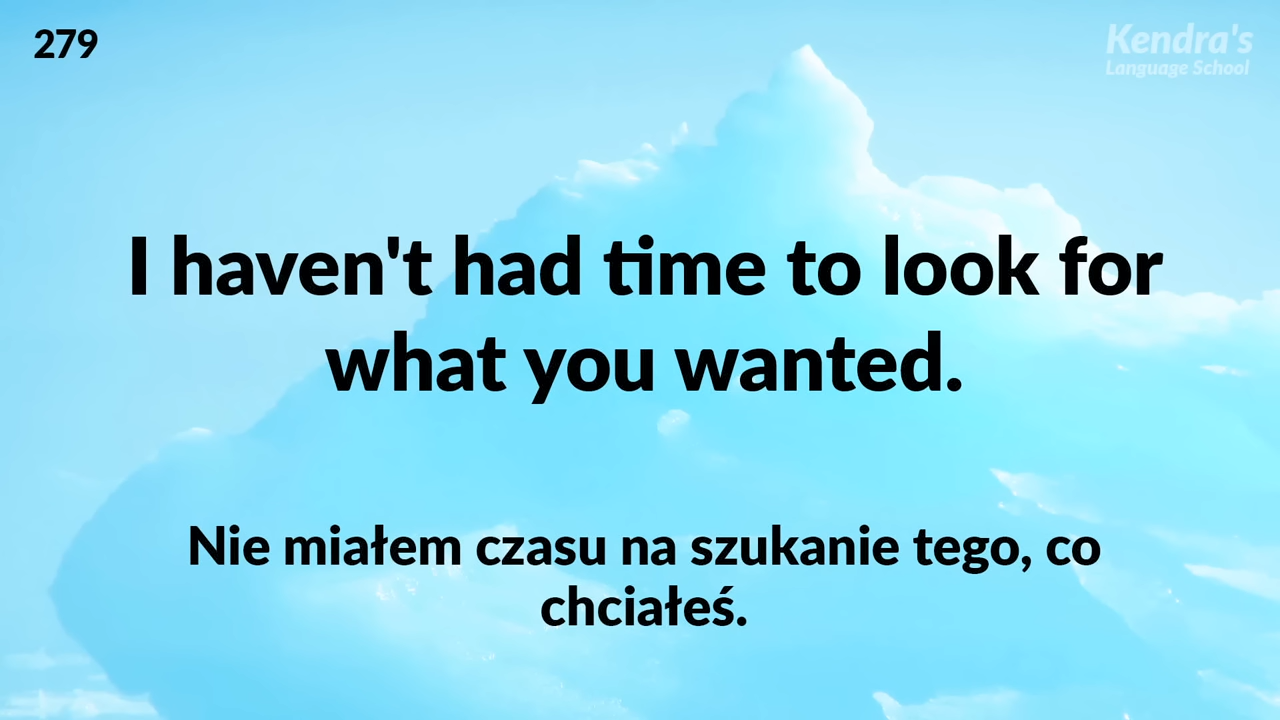 279
Kendra's
Language School
I haven't had time to look for
what you wanted.
Nie miałem czasu na szukanie tego, co
chciałeś.